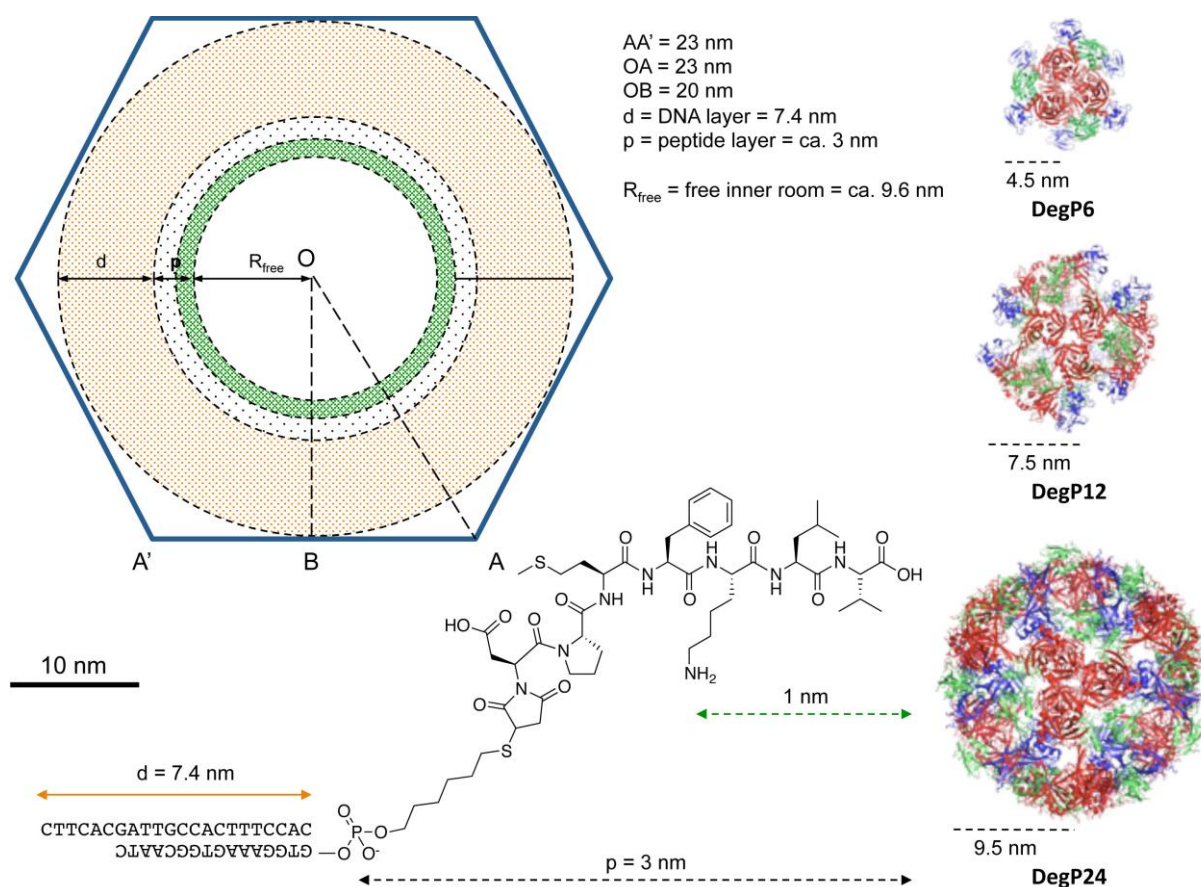 AA' = 23 nm
OA = 23 nm
OB = 20 nm
d = DNA layer = 7.4 nm
p = peptide layer = ca. 3 nm
R_free = free inner room = ca. 9.6 nm
d
p
R_free
O
A'
B
A
4.5 nm
DegP6
7.5 nm
DegP12
9.5 nm
DegP24
10 nm
S
O
H
N
O
H
N
O
H
N
OH
O
NH
O
N
H
O
O
HO
O
O
N
NH₂
N
O
O
S
1 nm
d = 7.4 nm
CTTCACGATTGCCACTTTCCAC
GTGGAAAGTGGCAATC
O
P
O
O
O-
p = 3 nm